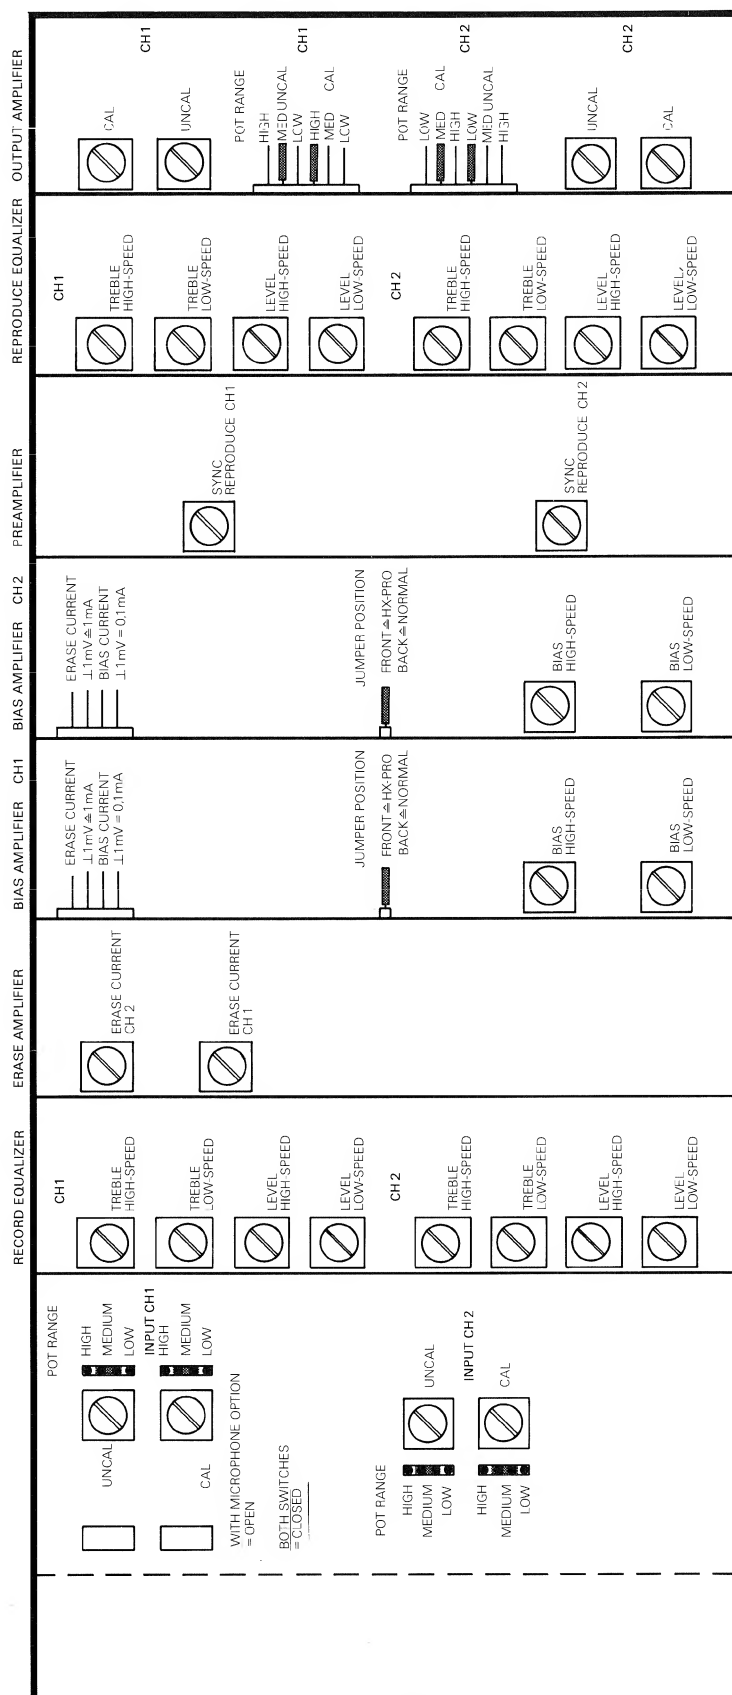 OUTPUT AMPLIFIER
CAL
CH1
UNCAL
POT RANGE
CH1
HIGH
MED UNCAL
LOW
HIGH
MED CAL
LOW
POT RANGE
CH2
LOW
MED CAL
HIGH
LOW
MED UNCAL
HIGH
UNCAL
CH2
CAL
REPRODUCE EQUALIZER
CH1
TREBLE
HIGH-SPEED
TREBLE
LOW-SPEED
LEVEL
HIGH-SPEED
LEVEL
LOW-SPEED
CH2
TREBLE
HIGH-SPEED
TREBLE
LOW-SPEED
LEVEL
HIGH-SPEED
LEVEL
LOW-SPEED
PREAMPLIFIER
SYNC
REPRODUCE CH1
SYNC
REPRODUCE CH2
BIAS AMPLIFIER CH2
ERASE CURRENT
⊥1mV≙1mA
BIAS CURRENT
⊥1mV = 0,1mA
JUMPER POSITION
FRONT≙HX-PRO
BACK≙NORMAL
BIAS
HIGH-SPEED
BIAS
LOW-SPEED
BIAS AMPLIFIER CH1
ERASE CURRENT
⊥1mV≙1mA
BIAS CURRENT
⊥1mV = 0,1mA
JUMPER POSITION
FRONT≙HX-PRO
BACK≙NORMAL
BIAS
HIGH-SPEED
BIAS
LOW-SPEED
ERASE AMPLIFIER
ERASE CURRENT
CH 2
ERASE CURRENT
CH 1
RECORD EQUALIZER
CH1
TREBLE
HIGH-SPEED
TREBLE
LOW-SPEED
LEVEL
HIGH-SPEED
LEVEL
LOW-SPEED
CH2
TREBLE
HIGH-SPEED
TREBLE
LOW-SPEED
LEVEL
HIGH-SPEED
LEVEL
LOW-SPEED
POT RANGE
HIGH
MEDIUM
LOW
INPUT CH1
HIGH
MEDIUM
LOW
UNCAL
CAL
WITH MICROPHONE OPTION
= OPEN
BOTH SWITCHES
= CLOSED
POT RANGE
HIGH
MEDIUM
LOW
UNCAL
INPUT CH2
HIGH
MEDIUM
LOW
CAL